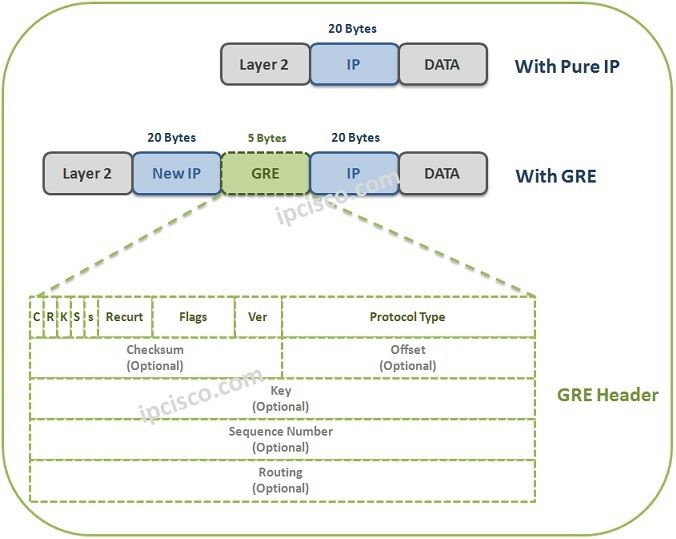 20 Bytes
Layer 2 IP DATA With Pure IP
20 Bytes 5 Bytes 20 Bytes
Layer 2 New IP GRE IP DATA With GRE
ipcisco.com
C R K S s Recurt Flags Ver Protocol Type
Checksum Offset
(Optional) (Optional)
ipcisco.com
Key
(Optional)
GRE Header
Sequence Number
(Optional)
Routing
(Optional)